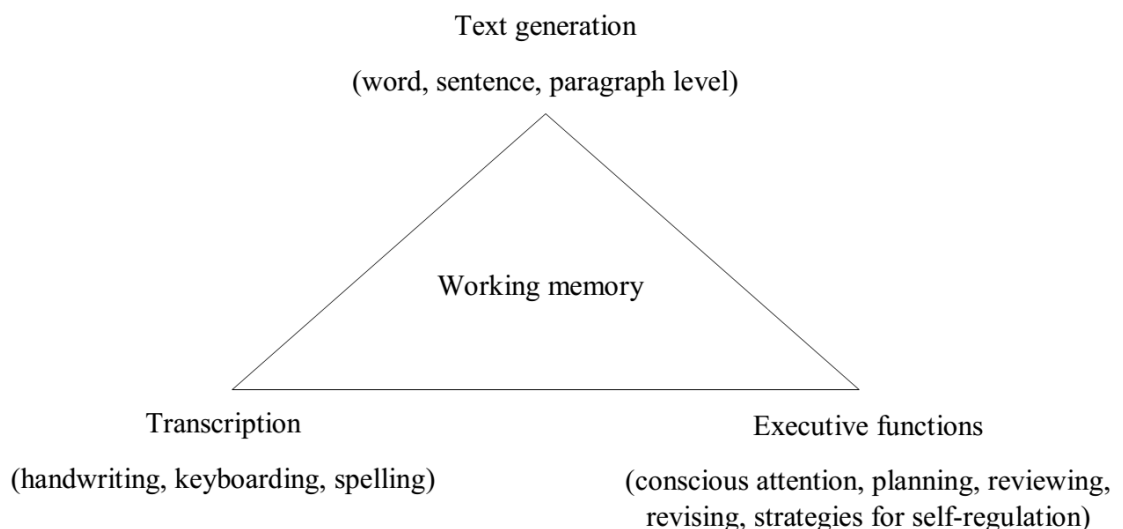 Text generation
(word, sentence, paragraph level)
Working memory
Transcription
(handwriting, keyboarding, spelling)
Executive functions
(conscious attention, planning, reviewing,
revising, strategies for self-regulation)